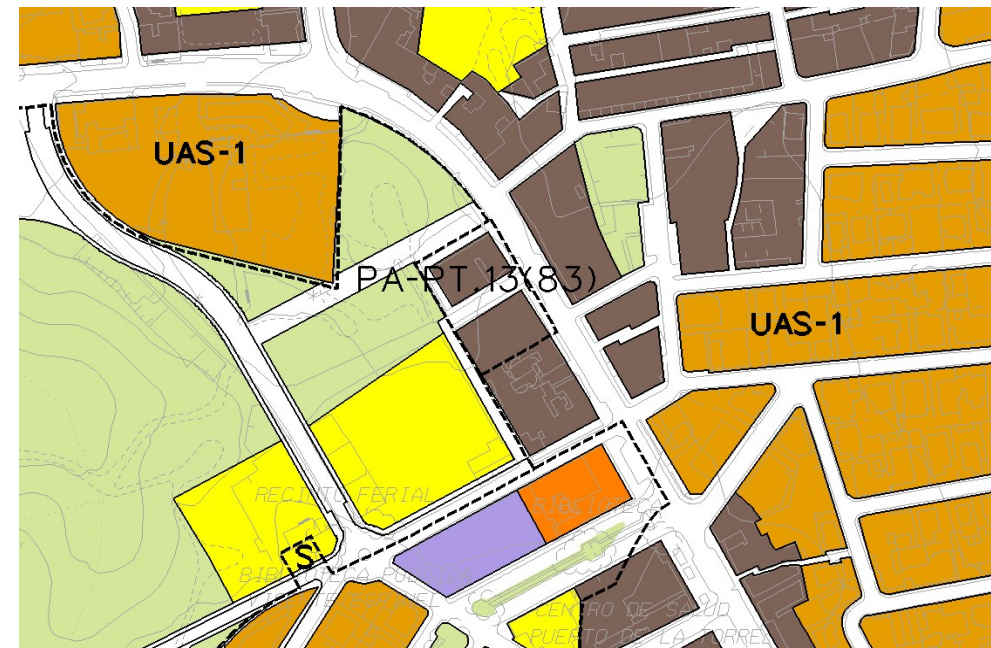 UAS-1
PA-PT.13(83)
UAS-1
RECINTO FERIAL
BIBLIOTECA
S
CENTRO DE SALUD
PUERTO DE LA TORRE